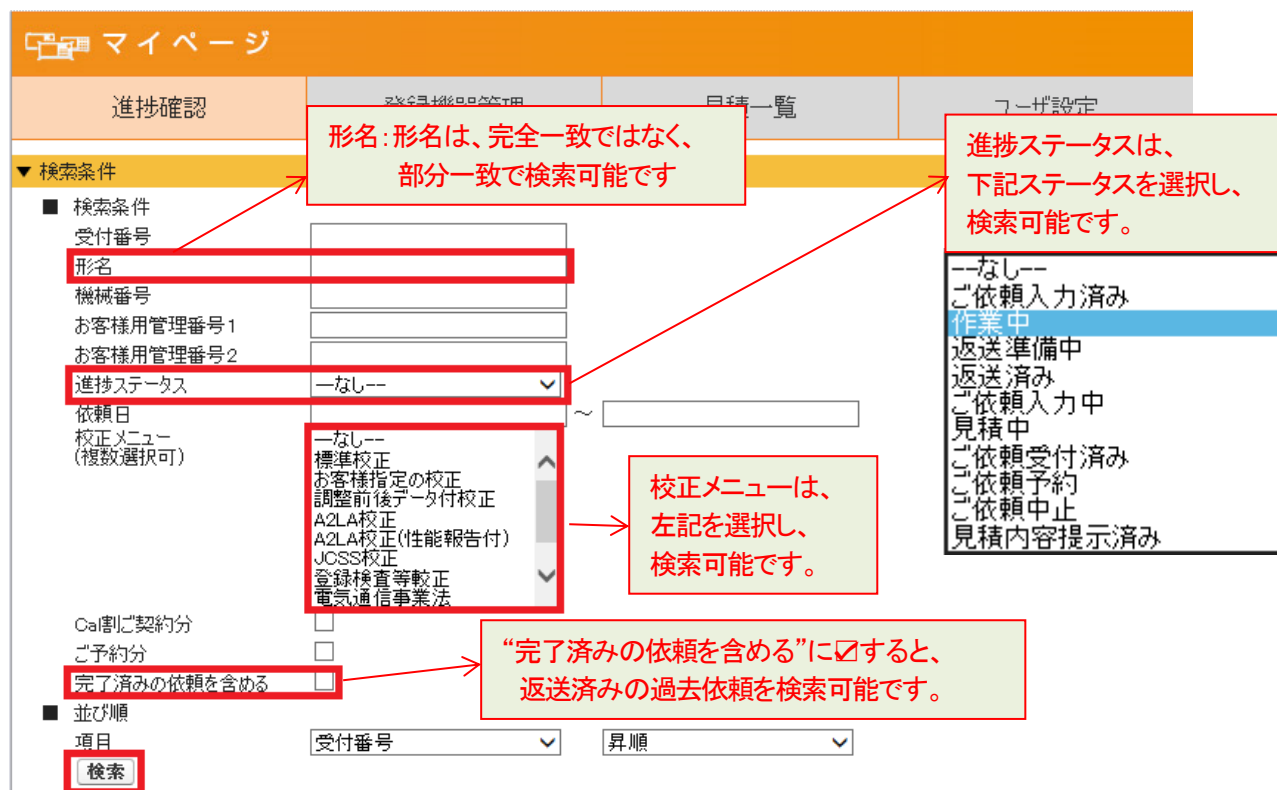 マイページ
進捗確認
登録機器管理
見積一覧
ユーザ設定
形名:形名は、完全一致ではなく、
部分一致で検索可能です
進捗ステータスは、
下記ステータスを選択し、
検索可能です。
▼ 検索条件
■ 検索条件
受付番号
形名
機械番号
お客様用管理番号1
お客様用管理番号2
進捗ステータス
―なし--
依頼日
~
校正メニュー
(複数選択可)
―なし--
標準校正
お客様指定の校正
調整前後データ付校正
A2LA校正
A2LA校正(性能報告付)
JCSS校正
登録検査等較正
電気通信事業法
校正メニューは、
左記を選択し、
検索可能です。
--なし--
ご依頼入力済み
作業中
返送準備中
返送済み
ご依頼入力中
見積中
ご依頼受付済み
ご依頼予約
ご依頼中止
見積内容提示済み
Cal割ご契約分
ご予約分
完了済みの依頼を含める
“完了済みの依頼を含める”に☑すると、
返送済みの過去依頼を検索可能です。
■ 並び順
項目
受付番号
昇順
検索